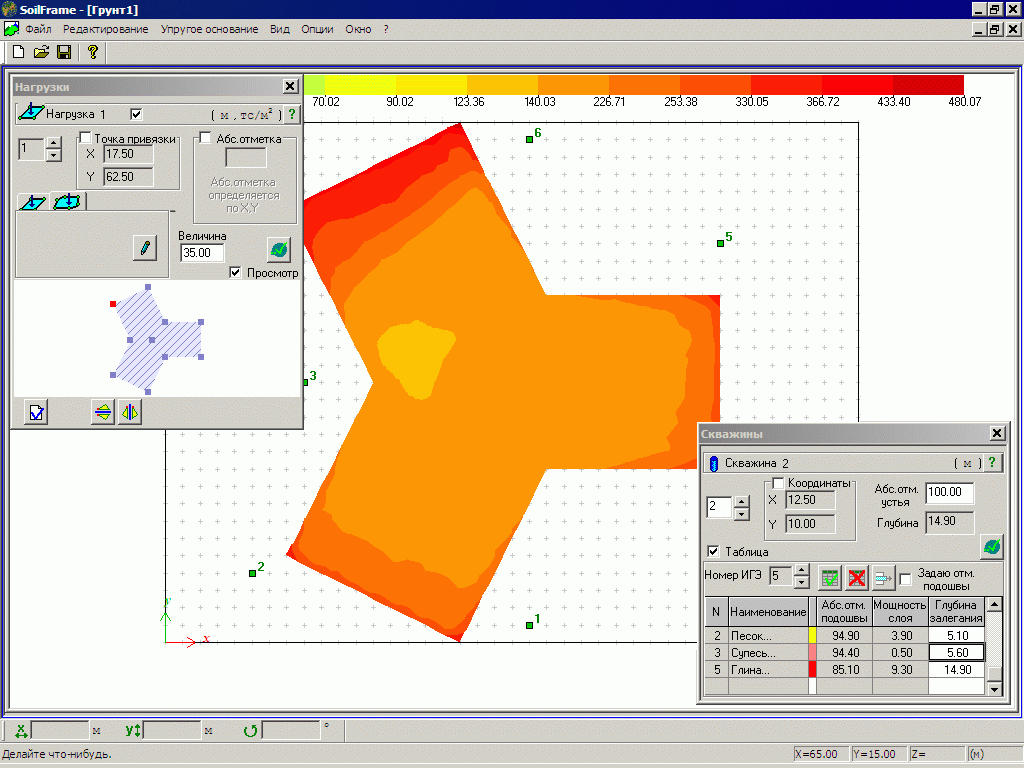 SoilFrame - [Грунт1]
Файл Редактирование Упругое основание Вид Опции Окно ?
70.02 90.02 123.36 140.03 226.71 253.38 330.05 366.72 433.40 480.07
Нагрузки
Нагрузка 1 ( м , тс/м² ) ?
1
Точка привязки
X 17.50
Y 62.50
Абс.отметка
Абс.отметка
определяется
по X,Y
Величина
35.00
Просмотр
6
5
3
2
1
Y
X
Скважины
Скважина 2 ( м ) ?
2
Координаты
X 12.50
Y 10.00
Абс.отм.
устья
100.00
Глубина 14.90
Таблица
Номер ИГЭ 5
Задаю отм.
подошвы
N Наименование Абс.отм. подошвы Мощность слоя Глубина залегания
2 Песок... 94.90 3.90 5.10
3 Супесь... 94.40 0.50 5.60
5 Глина... 85.10 9.30 14.90
X м Y м °
Делайте что-нибудь. X=65.00 Y=15.00 Z= (м)